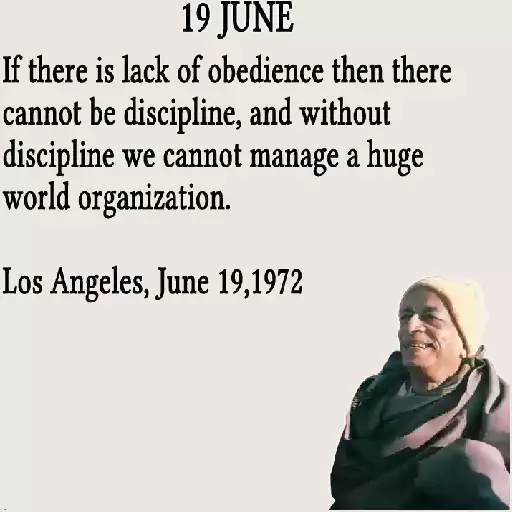 19 JUNE
If there is lack of obedience then there
cannot be discipline, and without
discipline we cannot manage a huge
world organization.
Los Angeles, June 19,1972